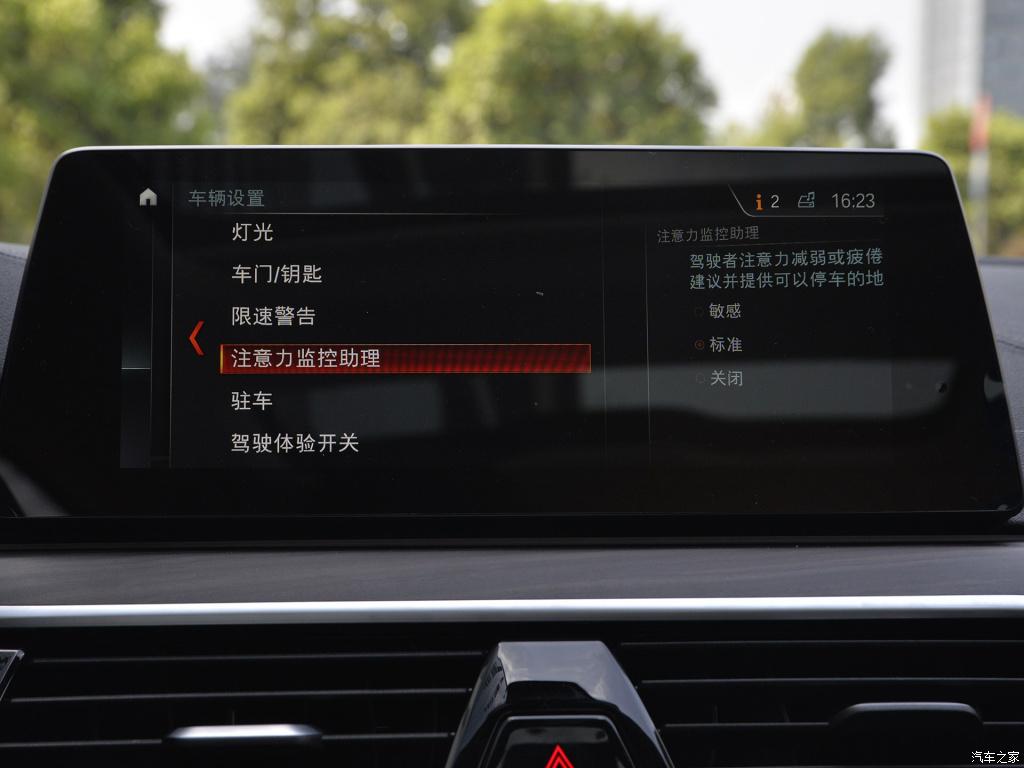 车辆设置
2 16:23
灯光
车门/钥匙
限速警告
注意力监控助理
驻车
驾驶体验开关
注意力监控助理
驾驶者注意力减弱或疲倦
建议并提供可以停车的地
敏感
标准
关闭
汽车之家